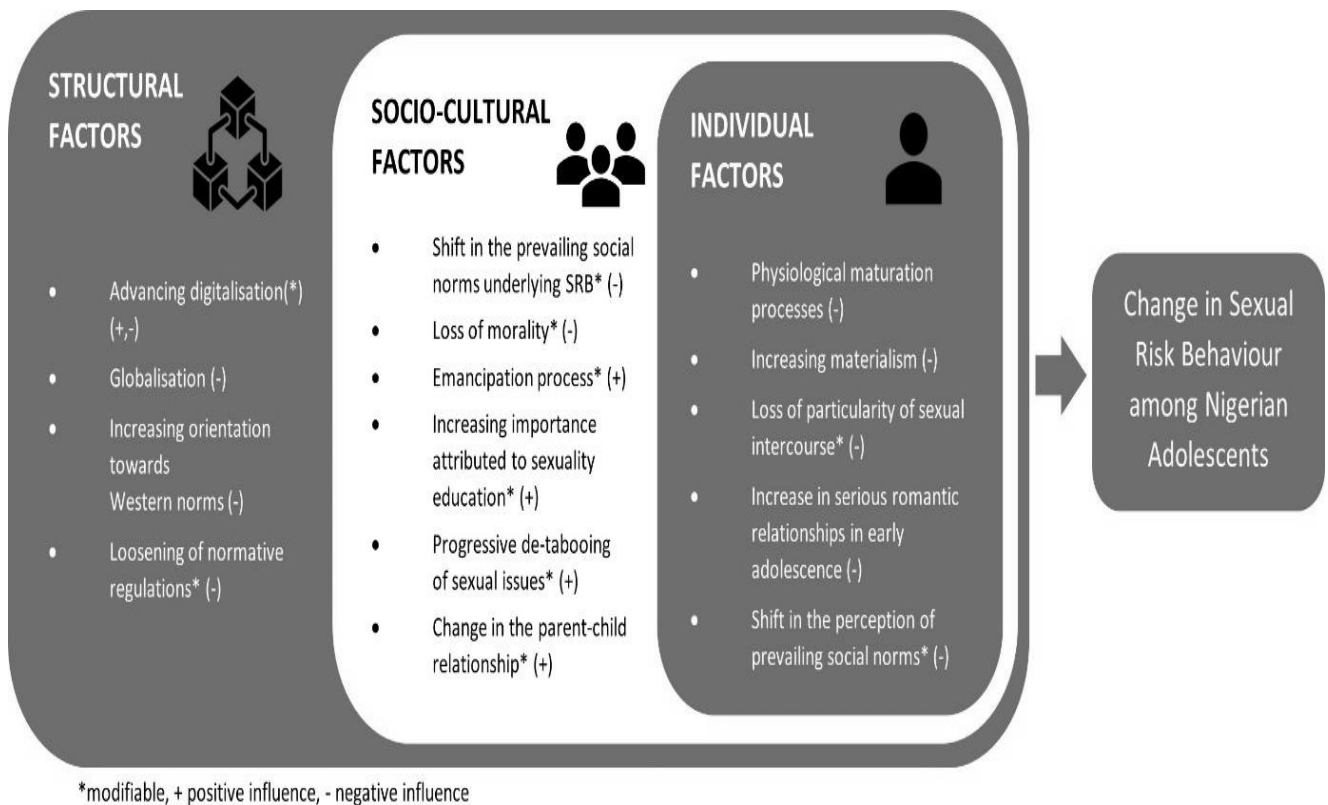 STRUCTURAL
FACTORS
• Advancing digitalisation(*)
(+,-)
• Globalisation (-)
• Increasing orientation
towards
Western norms (-)
• Loosening of normative
regulations* (-)
SOCIO-CULTURAL
FACTORS
• Shift in the prevailing social
norms underlying SRB* (-)
• Loss of morality* (-)
• Emancipation process* (+)
• Increasing importance
attributed to sexuality
education* (+)
• Progressive de-tabooing
of sexual issues* (+)
• Change in the parent-child
relationship* (+)
INDIVIDUAL
FACTORS
• Physiological maturation
processes (-)
• Increasing materialism (-)
• Loss of particularity of sexual
intercourse* (-)
• Increase in serious romantic
relationships in early
adolescence (-)
• Shift in the perception of
prevailing social norms* (-)
Change in Sexual
Risk Behaviour
among Nigerian
Adolescents
*modifiable, + positive influence, - negative influence